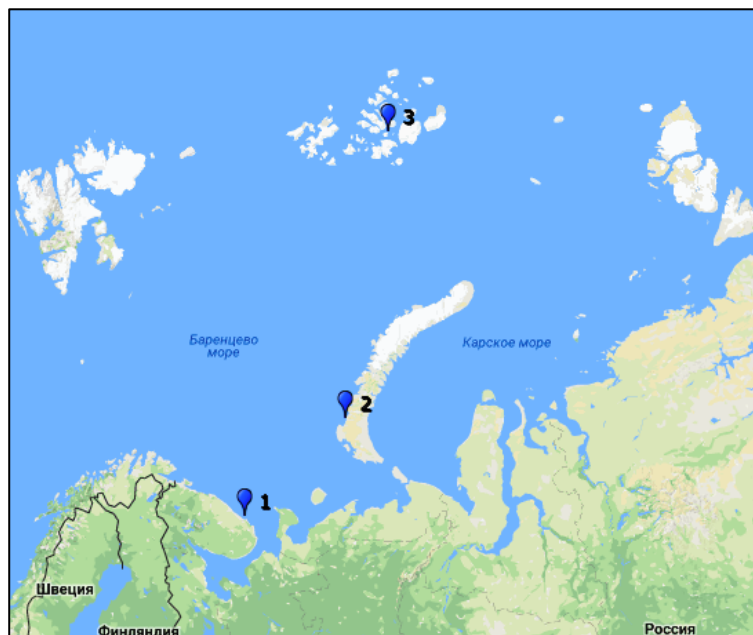 3
Баренцево
море
Карское море
2
1
Швеция
Финляндия
Россия